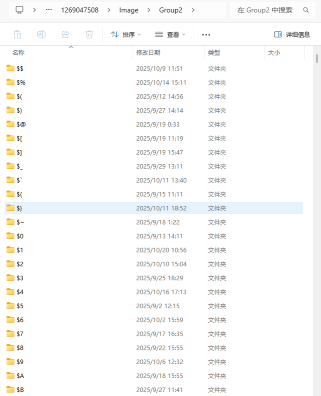 1269047508 > Image > Group2 >
在 Group2 中搜索
排序 查看 ··· 详细信息
名称 修改日期 类型 大小
$$ 2025/10/9 11:51 文件夹
$% 2025/10/14 15:11 文件夹
$( 2025/9/12 14:56 文件夹
$) 2025/9/27 14:14 文件夹
$@ 2025/9/19 0:33 文件夹
$[ 2025/9/19 11:19 文件夹
$] 2025/9/19 15:47 文件夹
$_ 2025/9/29 13:11 文件夹
$` 2025/10/11 13:40 文件夹
${ 2025/9/15 11:11 文件夹
$} 2025/10/11 18:52 文件夹
$~ 2025/9/18 1:22 文件夹
$0 2025/9/13 14:11 文件夹
$1 2025/10/20 10:56 文件夹
$2 2025/10/10 15:04 文件夹
$3 2025/9/25 18:29 文件夹
$4 2025/10/16 17:13 文件夹
$5 2025/9/2 12:15 文件夹
$6 2025/10/2 15:59 文件夹
$7 2025/9/17 16:35 文件夹
$8 2025/9/22 15:55 文件夹
$9 2025/10/6 12:32 文件夹
$A 2025/9/18 15:55 文件夹
$B 2025/9/27 11:41 文件夹